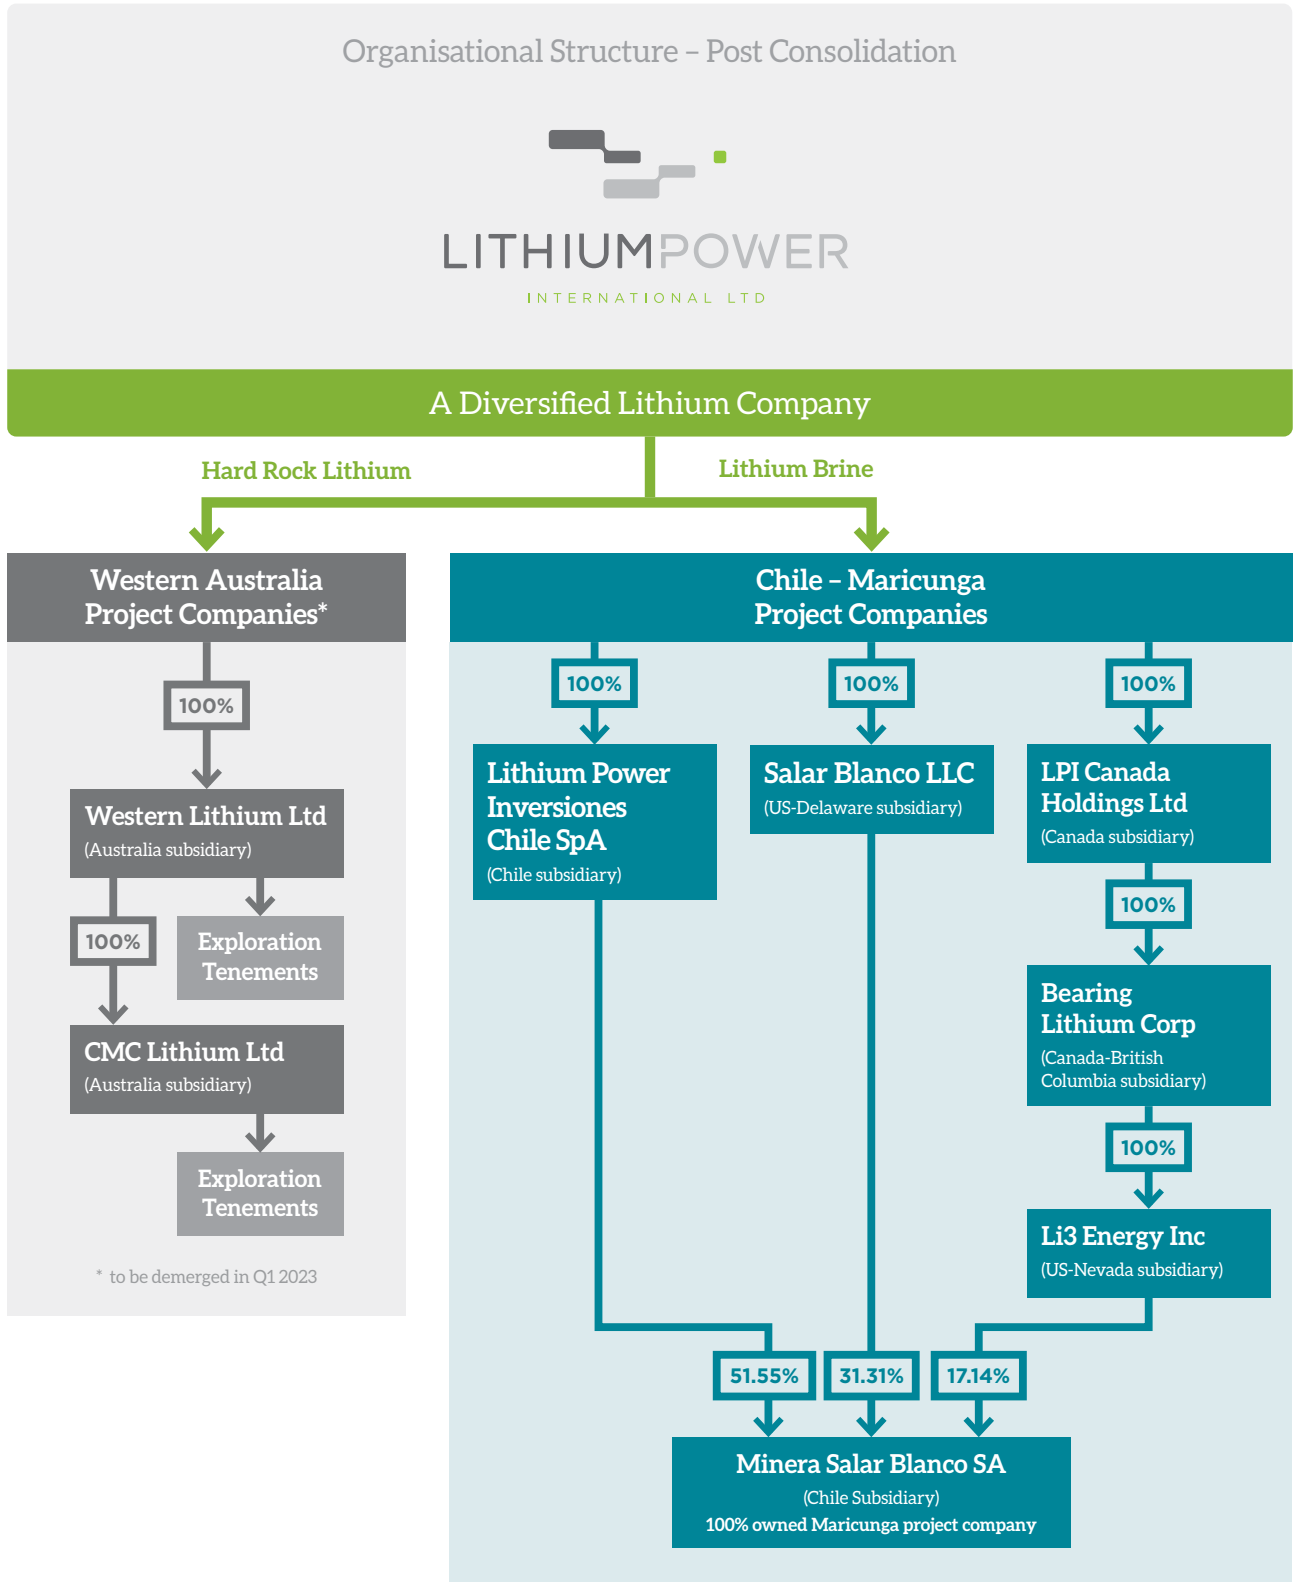 Organisational Structure – Post Consolidation
LITHIUMPOWER
INTERNATIONAL LTD
A Diversified Lithium Company
Hard Rock Lithium
Lithium Brine
Western Australia
Project Companies*
100%
Western Lithium Ltd
(Australia subsidiary)
100%
Exploration
Tenements
CMC Lithium Ltd
(Australia subsidiary)
Exploration
Tenements
* to be demerged in Q1 2023
Chile – Maricunga
Project Companies
100%
100%
100%
Lithium Power
Inversiones
Chile SpA
(Chile subsidiary)
Salar Blanco LLC
(US-Delaware subsidiary)
LPI Canada
Holdings Ltd
(Canada subsidiary)
100%
Bearing
Lithium Corp
(Canada-British
Columbia subsidiary)
100%
Li3 Energy Inc
(US-Nevada subsidiary)
51.55%
31.31%
17.14%
Minera Salar Blanco SA
(Chile Subsidiary)
100% owned Maricunga project company